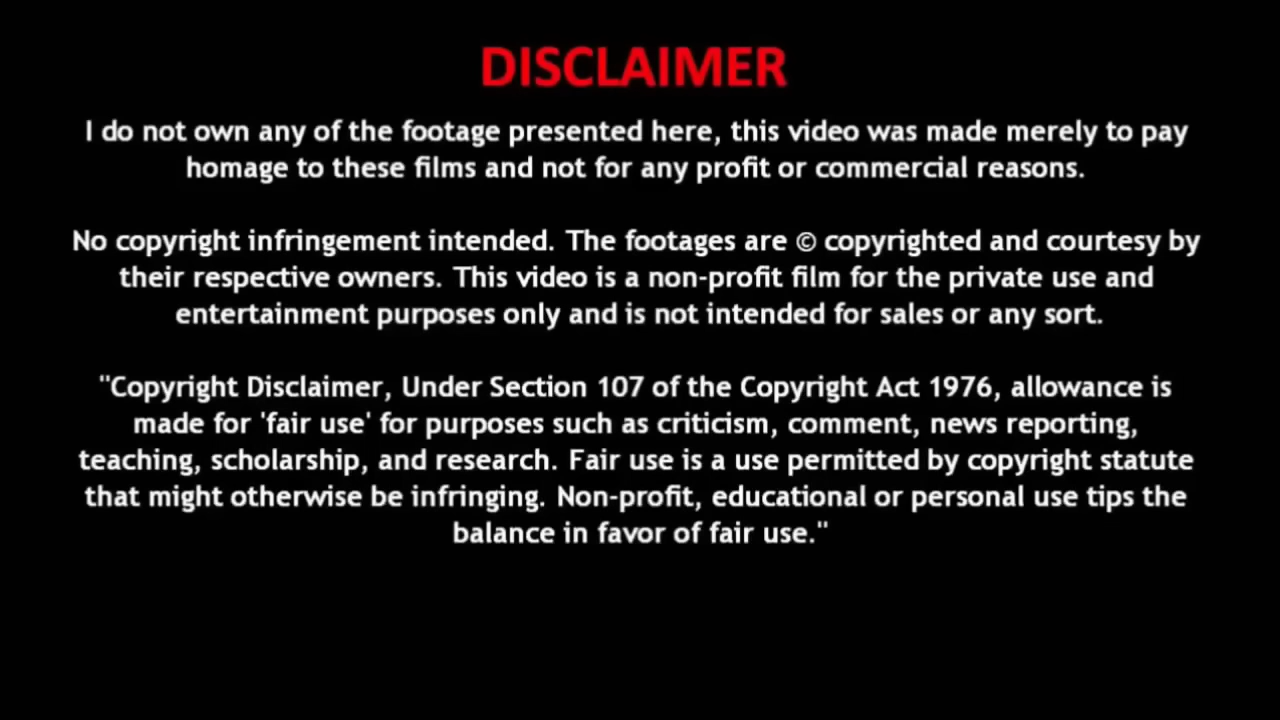 DISCLAIMER
I do not own any of the footage presented here, this video was made merely to pay
homage to these films and not for any profit or commercial reasons.
No copyright infringement intended. The footages are © copyrighted and courtesy by
their respective owners. This video is a non-profit film for the private use and
entertainment purposes only and is not intended for sales or any sort.
"Copyright Disclaimer, Under Section 107 of the Copyright Act 1976, allowance is
made for 'fair use' for purposes such as criticism, comment, news reporting,
teaching, scholarship, and research. Fair use is a use permitted by copyright statute
that might otherwise be infringing. Non-profit, educational or personal use tips the
balance in favor of fair use."